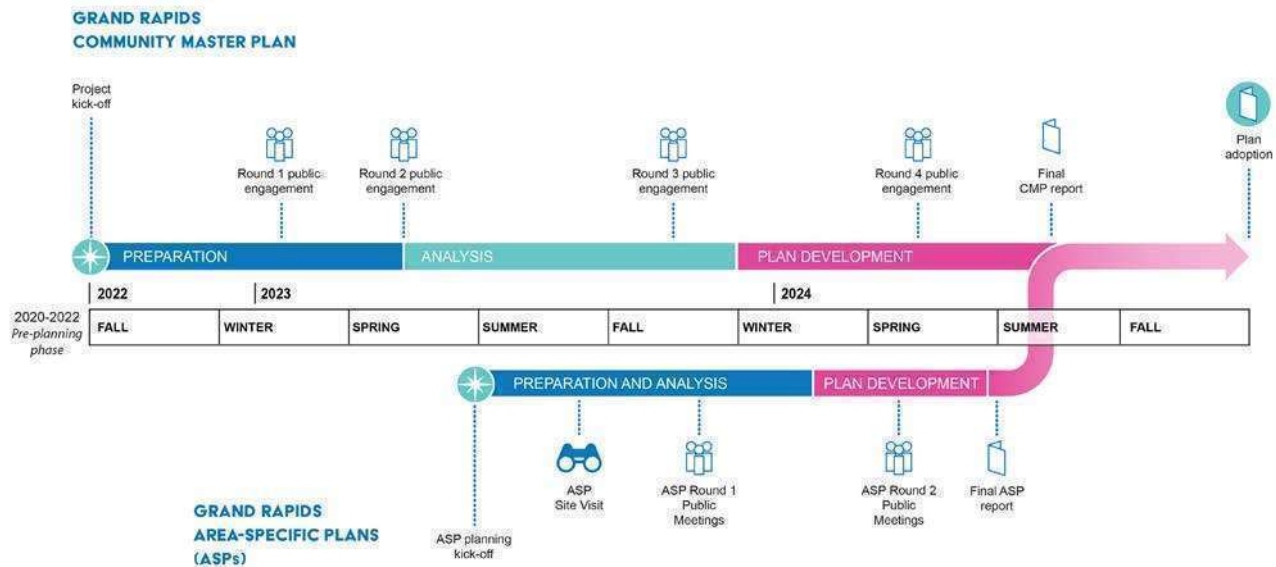 GRAND RAPIDS
COMMUNITY MASTER PLAN
Project
kick-off
Round 1 public
engagement
Round 2 public
engagement
Round 3 public
engagement
Round 4 public
engagement
Final
CMP report
Plan
adoption
PREPARATION
ANALYSIS
PLAN DEVELOPMENT
2022
2023
2024
2020-2022
Pre-planning
phase
FALL
WINTER
SPRING
SUMMER
FALL
WINTER
SPRING
SUMMER
FALL
PREPARATION AND ANALYSIS
PLAN DEVELOPMENT
ASP
Site Visit
ASP Round 1
Public
Meetings
ASP Round 2
Public
Meetings
Final ASP
report
ASP planning
kick-off
GRAND RAPIDS
AREA-SPECIFIC PLANS
(ASPs)